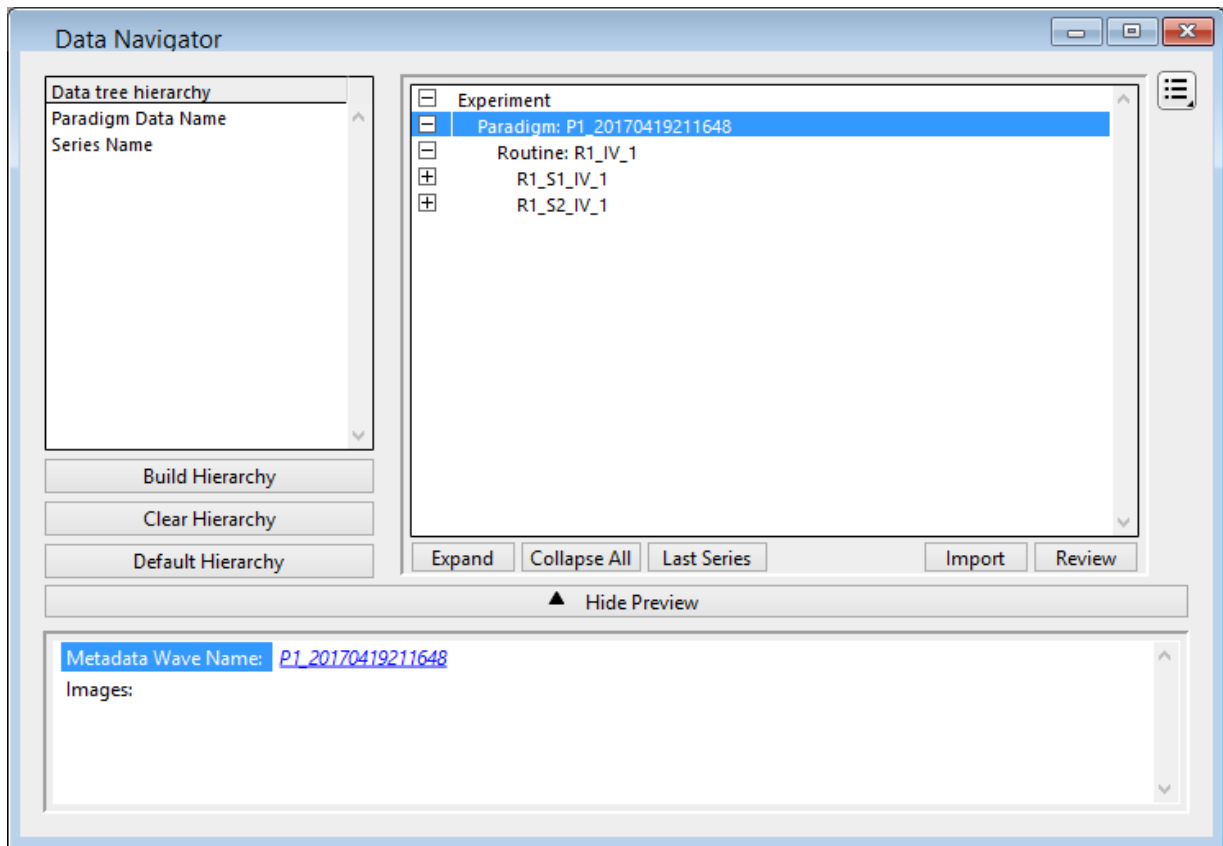 Data Navigator
Data tree hierarchy
Paradigm Data Name
Series Name
Build Hierarchy
Clear Hierarchy
Default Hierarchy
Experiment
Paradigm: P1_20170419211648
Routine: R1_IV_1
R1_S1_IV_1
R1_S2_IV_1
Expand Collapse All Last Series Import Review
Hide Preview
Metadata Wave Name: P1_20170419211648
Images: